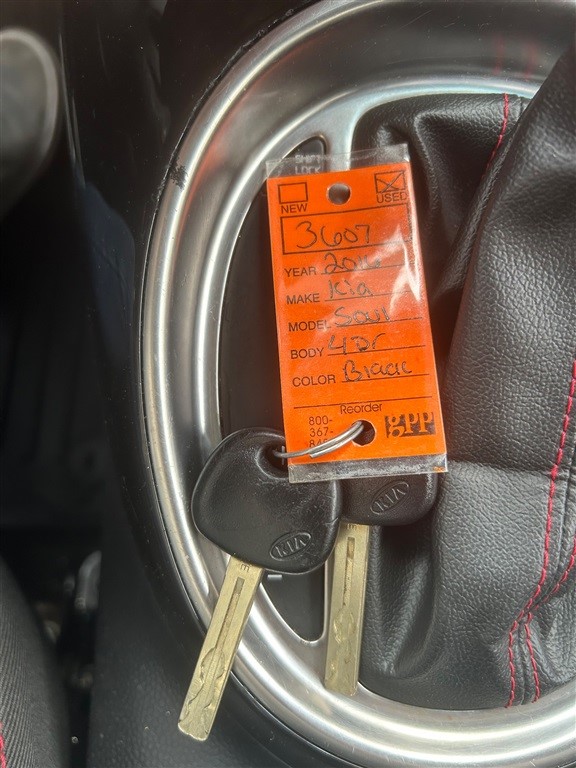 SHIFT
LOCK
NEW
USED
3607
YEAR 2016
MAKE Kia
MODEL Soul
BODY 4Dr
COLOR Black
Reorder
800-
367-
gpp
KIA
KIA
E
E